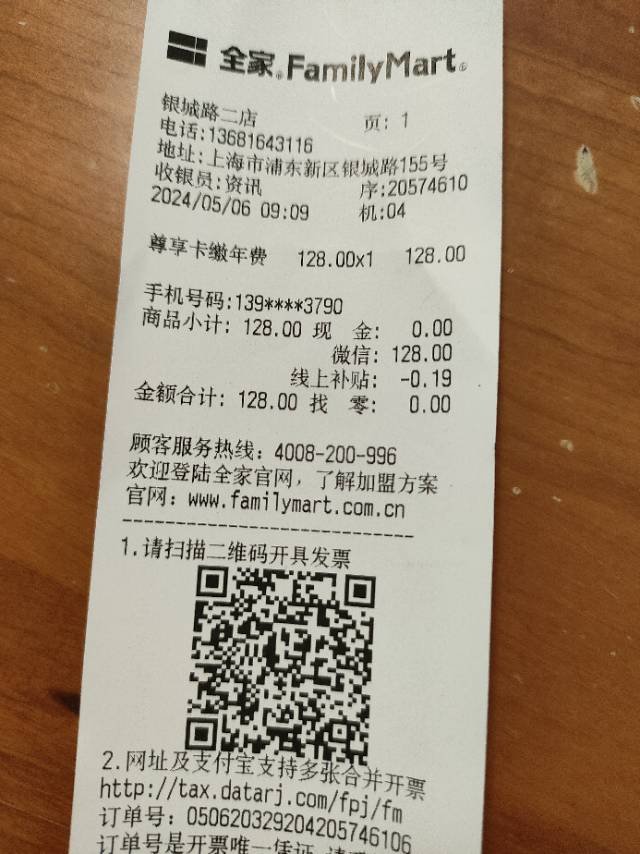 全家 FamilyMart
银城路二店 页: 1
电话:13681643116
地址:上海市浦东新区银城路155号
收银员:资讯 序:20574610
2024/05/06 09:09 机:04
尊享卡缴年费 128.00x1 128.00
手机号码:139****3790
商品小计: 128.00 现 金: 0.00
微信: 128.00
线上补贴: -0.19
金额合计: 128.00 找 零: 0.00
顾客服务热线: 4008-200-996
欢迎登陆全家官网,了解加盟方案
官网: www.familymart.com.cn
------------------------------
1.请扫描二维码开具发票
2.网址及支付宝支持多张合并开票
http://tax.datarj.com/fpj/fm
订单号: 050620329204205746106
订单号是开票唯一凭证,请